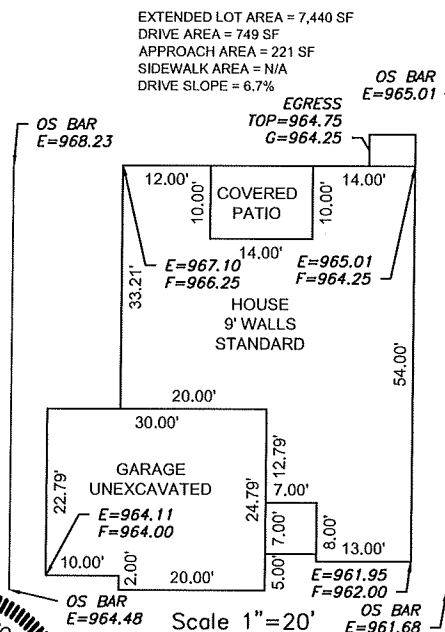 EXTENDED LOT AREA = 7,440 SF
DRIVE AREA = 749 SF
APPROACH AREA = 221 SF
SIDEWALK AREA = N/A
DRIVE SLOPE = 6.7%
OS BAR
E=965.01
EGRESS
TOP=964.75
G=964.25
OS BAR
E=968.23
12.00'
14.00'
10.00'
COVERED
PATIO
10.00'
14.00'
E=967.10
F=966.25
E=965.01
F=964.25
33.21'
HOUSE
9' WALLS
STANDARD
54.00'
20.00'
30.00'
22.79'
GARAGE
UNEXCAVATED
24.79'
12.79'
7.00'
E=964.11
F=964.00
7.00'
8.00'
10.00'
2.00'
20.00'
5.00'
13.00'
E=961.95
F=962.00
OS BAR
E=964.48
Scale 1"=20'
OS BAR
E=961.68